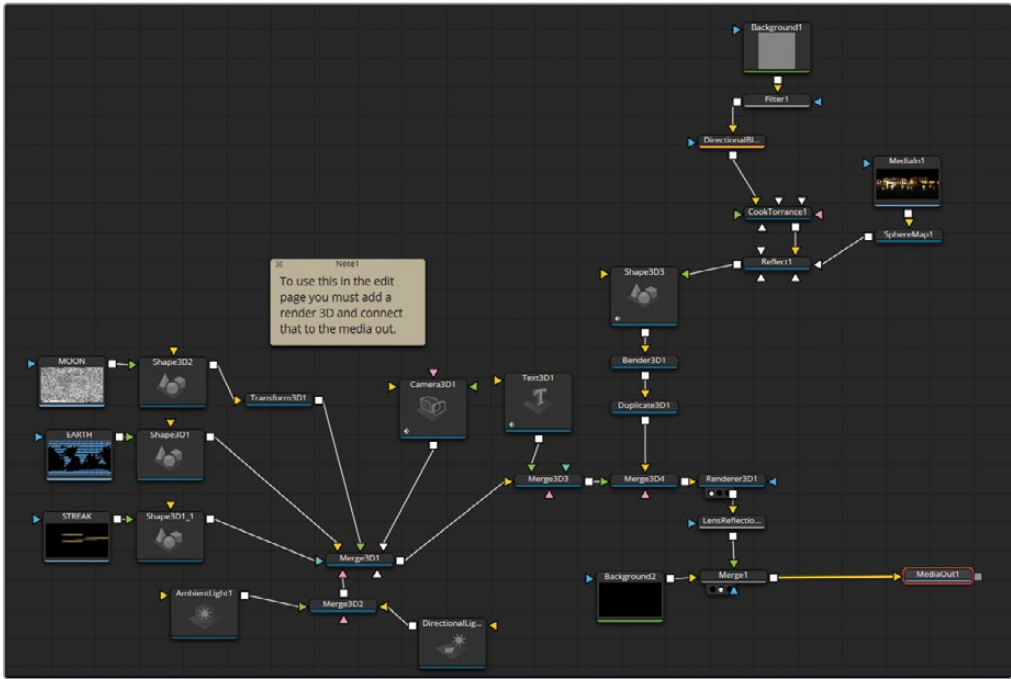 Background1
Filter1
DirectionalBl...
MediaIn1
CookTorrance1
SphereMap1
Reflect1
Note1
To use this in the edit
page you must add a
render 3D and connect
that to the media out.
Shape3D3
Bender3D1
Duplicate3D1
MOON
Shape3D2
Transform3D1
Camera3D1
Text3D1
T
EARTH
Shape3D1
Merge3D3
Merge3D4
Renderer3D1
STREAK
Shape3D1_1
LensReflectio...
Merge3D1
Background2
Merge1
MediaOut1
AmbientLight1
Merge3D2
DirectionalLig...